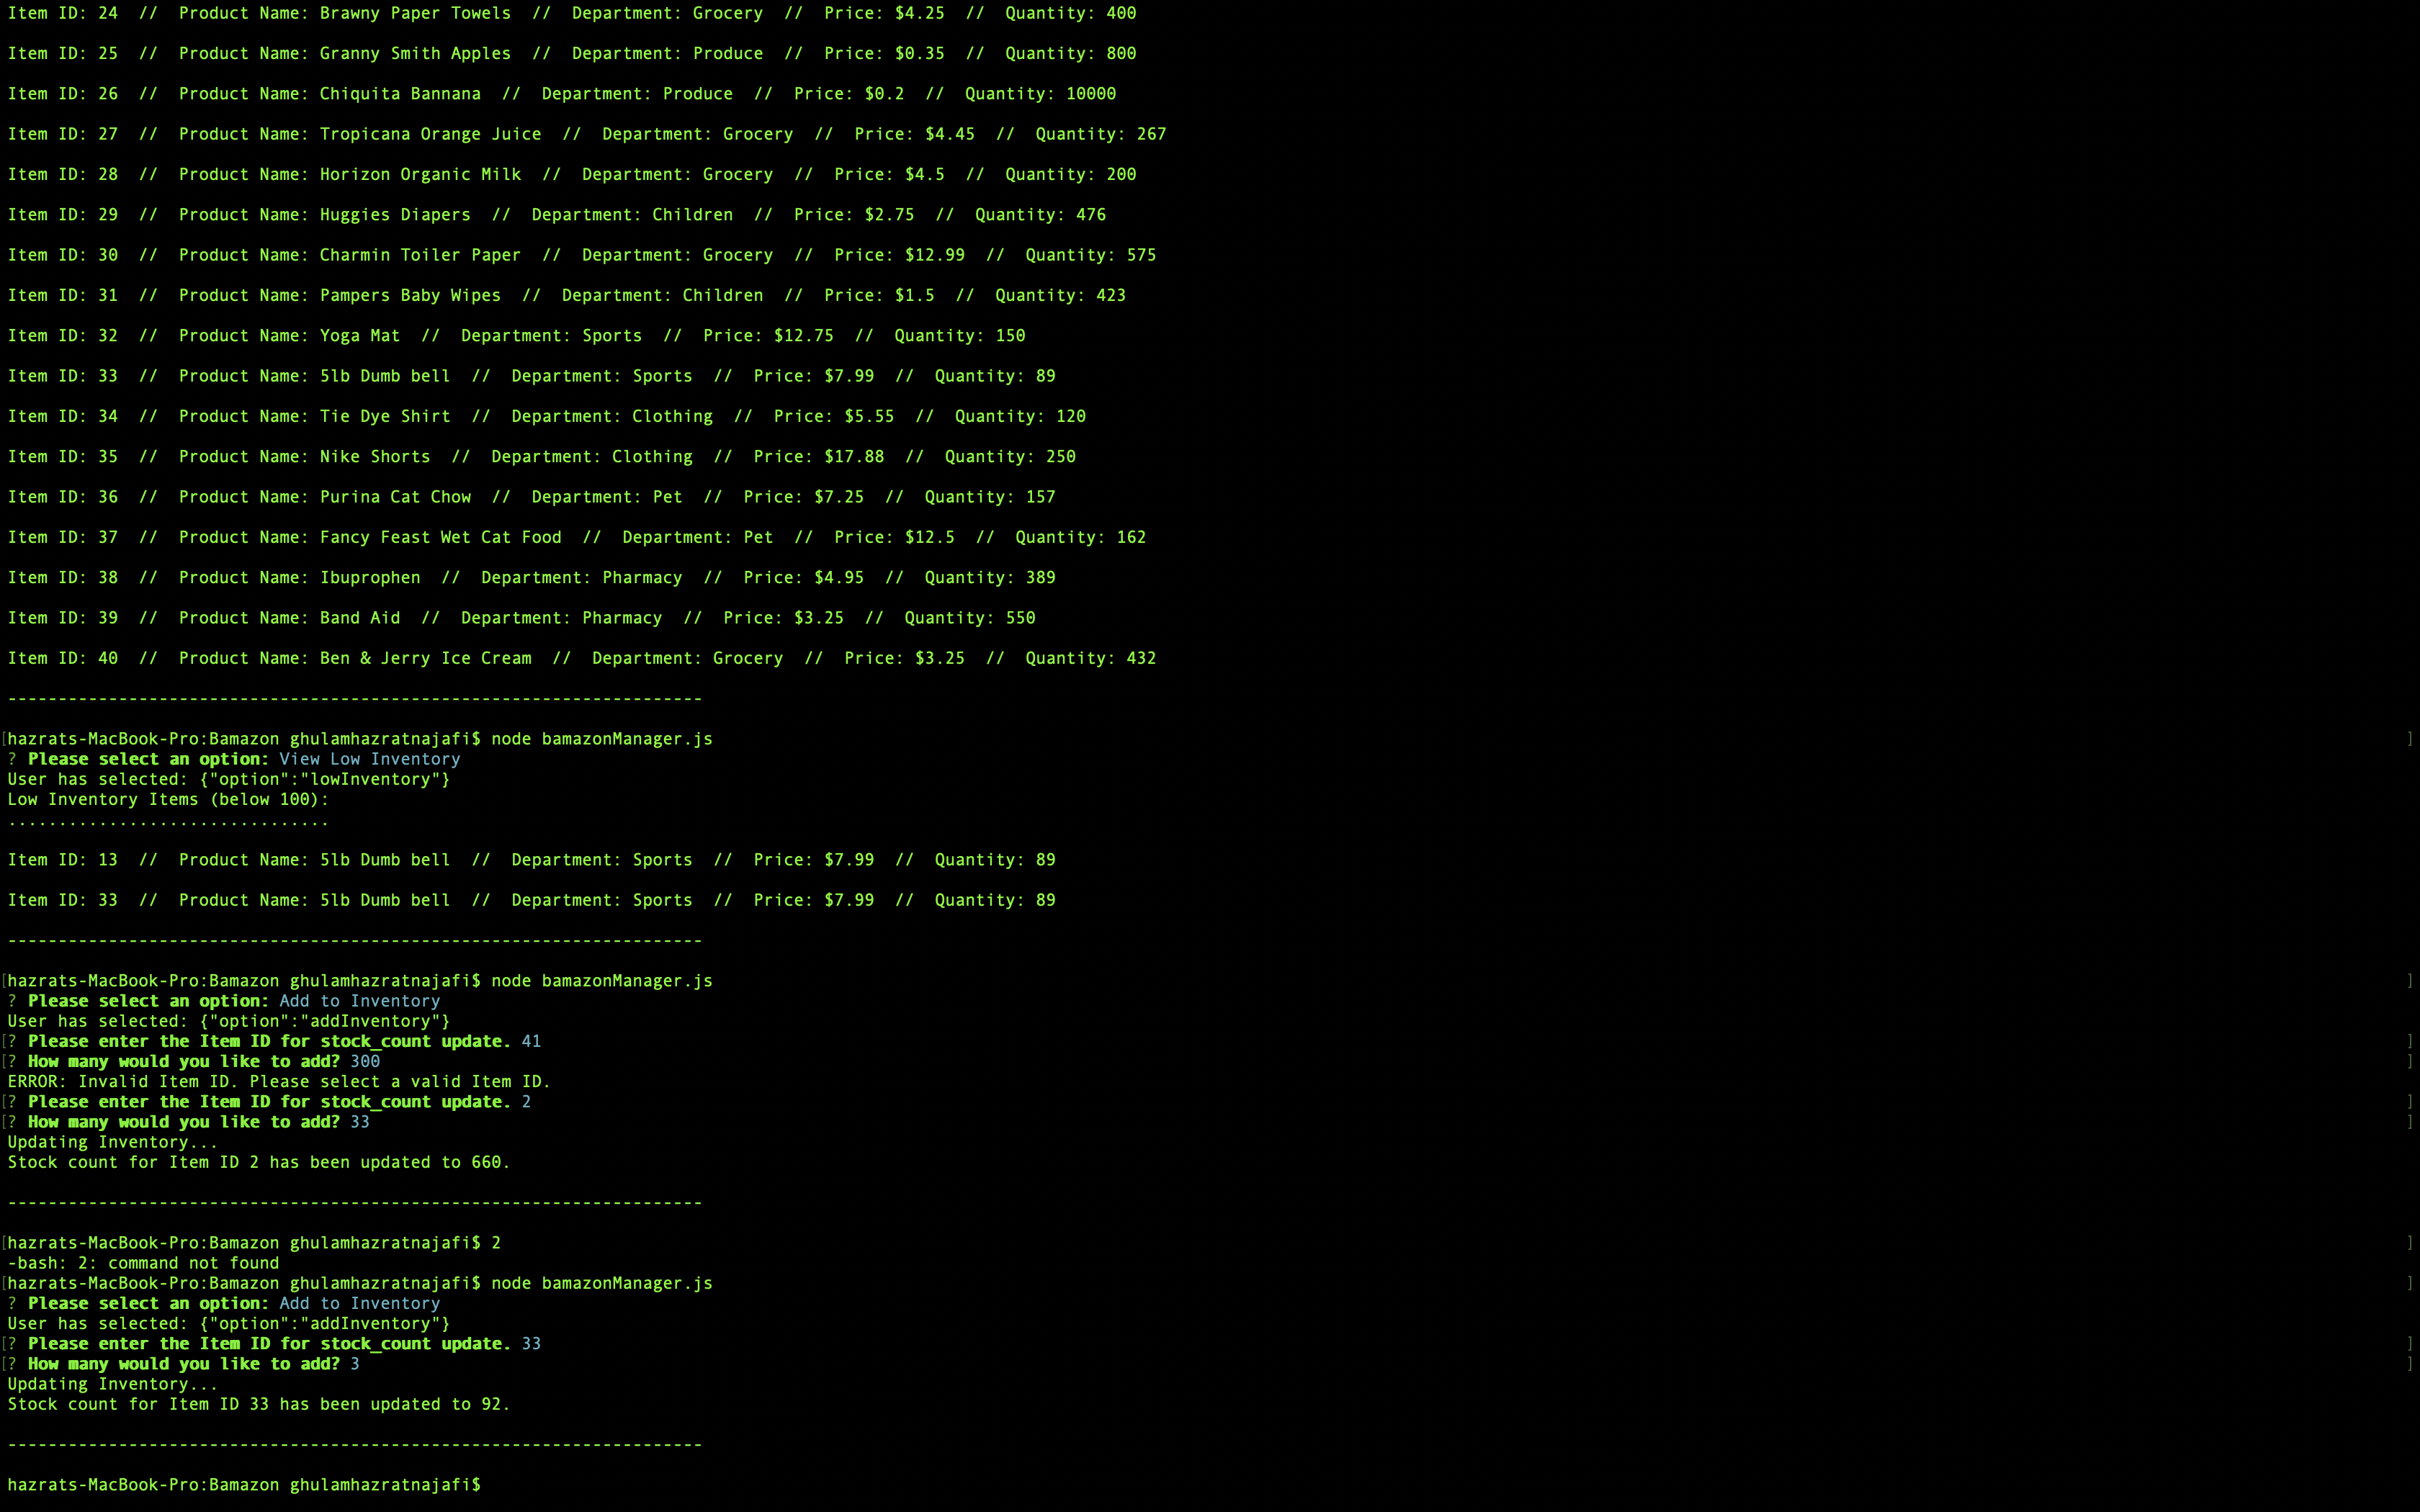 Item ID: 24  //  Product Name: Brawny Paper Towels  //  Department: Grocery  //  Price: $4.25  //  Quantity: 400
Item ID: 25  //  Product Name: Granny Smith Apples  //  Department: Produce  //  Price: $0.35  //  Quantity: 800
Item ID: 26  //  Product Name: Chiquita Bannana  //  Department: Produce  //  Price: $0.2  //  Quantity: 10000
Item ID: 27  //  Product Name: Tropicana Orange Juice  //  Department: Grocery  //  Price: $4.45  //  Quantity: 267
Item ID: 28  //  Product Name: Horizon Organic Milk  //  Department: Grocery  //  Price: $4.5  //  Quantity: 200
Item ID: 29  //  Product Name: Huggies Diapers  //  Department: Children  //  Price: $2.75  //  Quantity: 476
Item ID: 30  //  Product Name: Charmin Toiler Paper  //  Department: Grocery  //  Price: $12.99  //  Quantity: 575
Item ID: 31  //  Product Name: Pampers Baby Wipes  //  Department: Children  //  Price: $1.5  //  Quantity: 423
Item ID: 32  //  Product Name: Yoga Mat  //  Department: Sports  //  Price: $12.75  //  Quantity: 150
Item ID: 33  //  Product Name: 5lb Dumb bell  //  Department: Sports  //  Price: $7.99  //  Quantity: 89
Item ID: 34  //  Product Name: Tie Dye Shirt  //  Department: Clothing  //  Price: $5.55  //  Quantity: 120
Item ID: 35  //  Product Name: Nike Shorts  //  Department: Clothing  //  Price: $17.88  //  Quantity: 250
Item ID: 36  //  Product Name: Purina Cat Chow  //  Department: Pet  //  Price: $7.25  //  Quantity: 157
Item ID: 37  //  Product Name: Fancy Feast Wet Cat Food  //  Department: Pet  //  Price: $12.5  //  Quantity: 162
Item ID: 38  //  Product Name: Ibuprophen  //  Department: Pharmacy  //  Price: $4.95  //  Quantity: 389
Item ID: 39  //  Product Name: Band Aid  //  Department: Pharmacy  //  Price: $3.25  //  Quantity: 550
Item ID: 40  //  Product Name: Ben & Jerry Ice Cream  //  Department: Grocery  //  Price: $3.25  //  Quantity: 432
---------------------------------------------------------------------
[hazrats-MacBook-Pro:Bamazon ghulamhazratnajafi$ node bamazonManager.js ]
? Please select an option: View Low Inventory
User has selected: {"option":"lowInventory"}
Low Inventory Items (below 100):
................................
Item ID: 13  //  Product Name: 5lb Dumb bell  //  Department: Sports  //  Price: $7.99  //  Quantity: 89
Item ID: 33  //  Product Name: 5lb Dumb bell  //  Department: Sports  //  Price: $7.99  //  Quantity: 89
---------------------------------------------------------------------
[hazrats-MacBook-Pro:Bamazon ghulamhazratnajafi$ node bamazonManager.js ]
? Please select an option: Add to Inventory
User has selected: {"option":"addInventory"}
[? Please enter the Item ID for stock_count update. 41 ]
[? How many would you like to add? 300 ]
ERROR: Invalid Item ID. Please select a valid Item ID.
[? Please enter the Item ID for stock_count update. 2 ]
[? How many would you like to add? 33 ]
Updating Inventory...
Stock count for Item ID 2 has been updated to 660.
---------------------------------------------------------------------
[hazrats-MacBook-Pro:Bamazon ghulamhazratnajafi$ 2 ]
-bash: 2: command not found
[hazrats-MacBook-Pro:Bamazon ghulamhazratnajafi$ node bamazonManager.js ]
? Please select an option: Add to Inventory
User has selected: {"option":"addInventory"}
[? Please enter the Item ID for stock_count update. 33 ]
[? How many would you like to add? 3 ]
Updating Inventory...
Stock count for Item ID 33 has been updated to 92.
---------------------------------------------------------------------
hazrats-MacBook-Pro:Bamazon ghulamhazratnajafi$